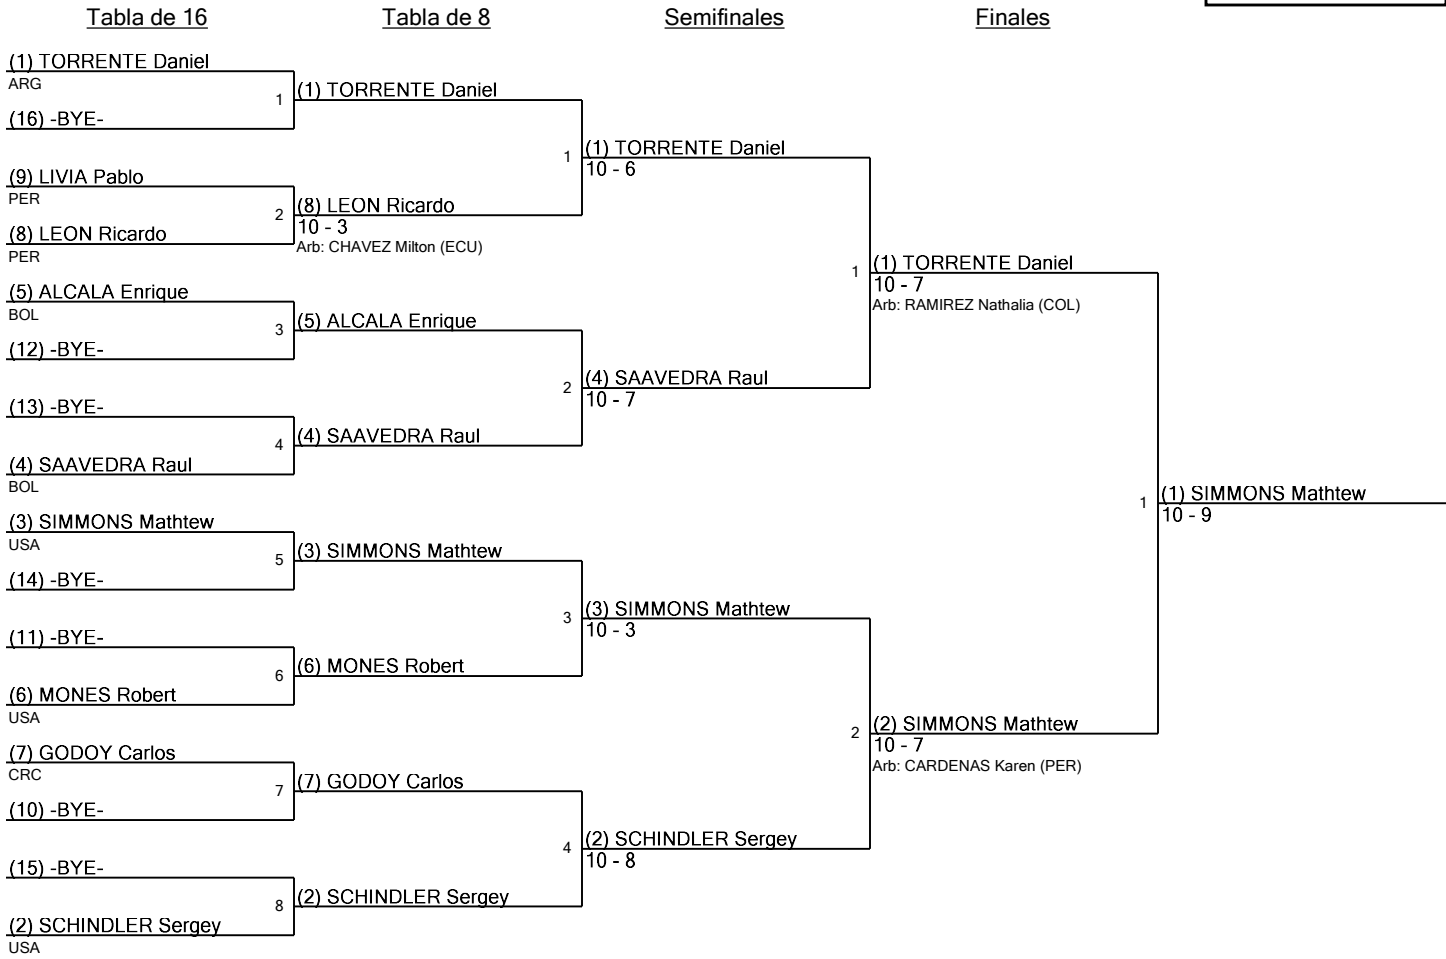 Tabla de 16
Tabla de 8
Semifinales
Finales
(1) TORRENTE Daniel
ARG
1
(16) -BYE-
(9) LIVIA Pablo
PER
2
(8) LEON Ricardo
PER
(5) ALCALA Enrique
BOL
3
(12) -BYE-
(13) -BYE-
4
(4) SAAVEDRA Raul
BOL
(3) SIMMONS Mathtew
USA
5
(14) -BYE-
(11) -BYE-
6
(6) MONES Robert
USA
(7) GODOY Carlos
CRC
7
(10) -BYE-
(15) -BYE-
8
(2) SCHINDLER Sergey
USA
(1) TORRENTE Daniel
1
(8) LEON Ricardo
10 - 3
Arb: CHAVEZ Milton (ECU)
(5) ALCALA Enrique
2
(4) SAAVEDRA Raul
(3) SIMMONS Mathtew
3
(6) MONES Robert
(7) GODOY Carlos
4
(2) SCHINDLER Sergey
(1) TORRENTE Daniel
10 - 6
1
(4) SAAVEDRA Raul
10 - 7
(3) SIMMONS Mathtew
10 - 3
2
(2) SCHINDLER Sergey
10 - 8
(1) TORRENTE Daniel
10 - 7
Arb: RAMIREZ Nathalia (COL)
1
(2) SIMMONS Mathtew
10 - 7
Arb: CARDENAS Karen (PER)
(1) SIMMONS Mathtew
10 - 9